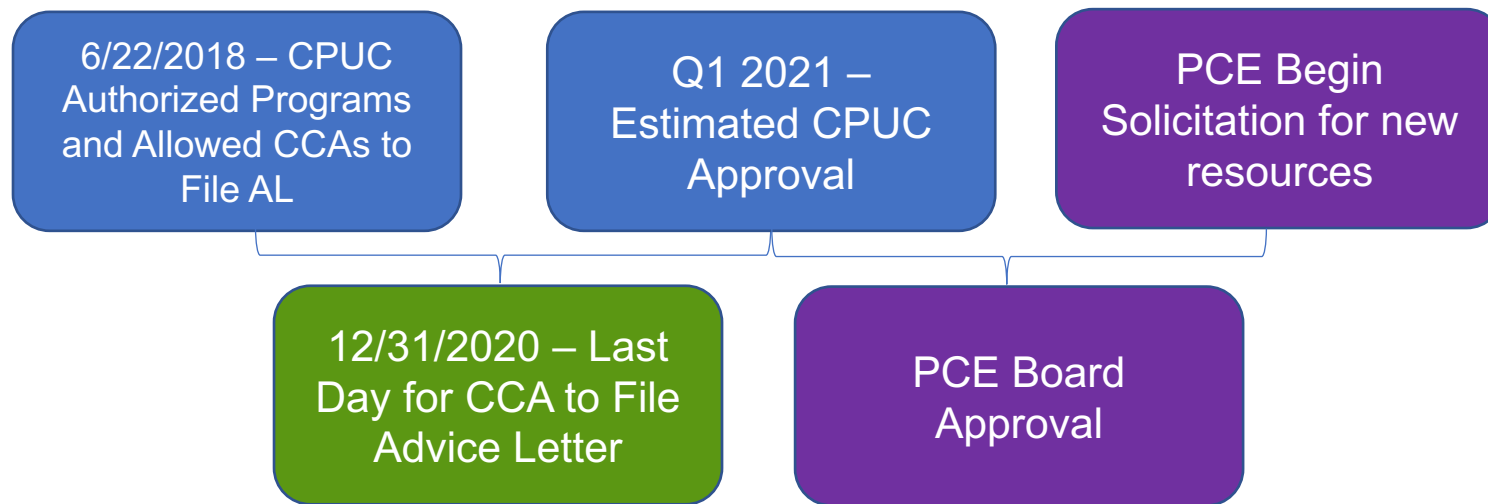 6/22/2018 – CPUC
Authorized Programs
and Allowed CCAs to
File AL
Q1 2021 –
Estimated CPUC
Approval
PCE Begin
Solicitation for new
resources
12/31/2020 – Last
Day for CCA to File
Advice Letter
PCE Board
Approval